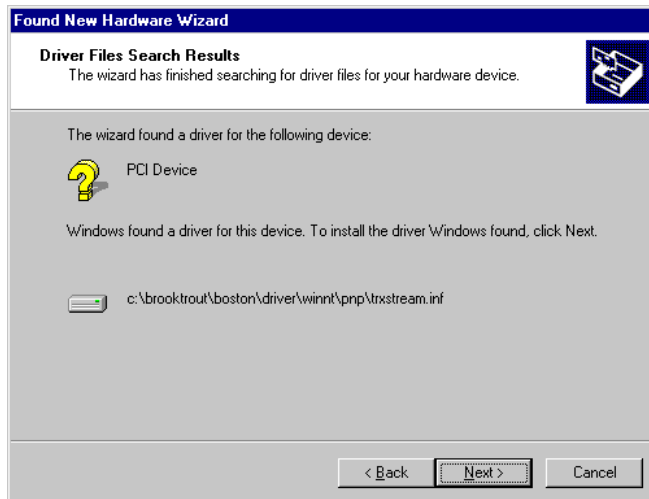 Found New Hardware Wizard
Driver Files Search Results
The wizard has finished searching for driver files for your hardware device.
The wizard found a driver for the following device:
PCI Device
Windows found a driver for this device. To install the driver Windows found, click Next.
c:\brooktrout\boston\driver\winnt\pnp\trxstream.inf
< Back
Next >
Cancel